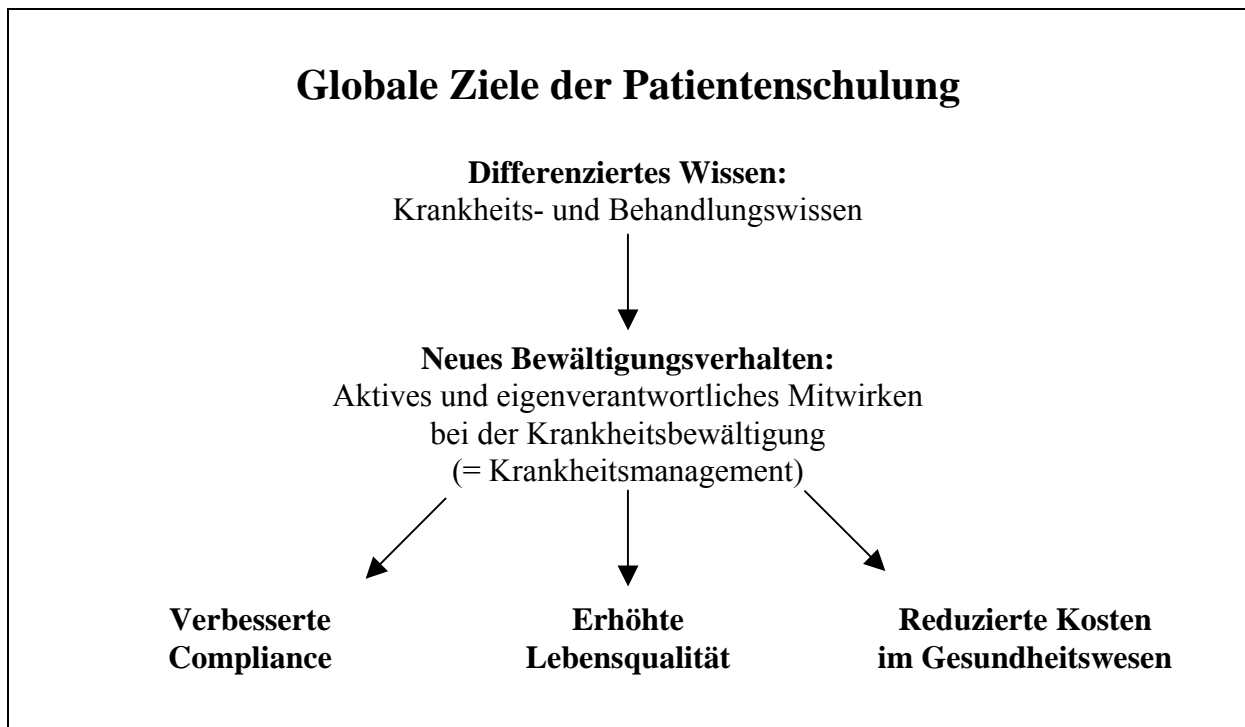 Globale Ziele der Patientenschulung
Differenziertes Wissen:
Krankheits- und Behandlungswissen
Neues Bewältigungsverhalten:
Aktives und eigenverantwortliches Mitwirken
bei der Krankheitsbewältigung
(= Krankheitsmanagement)
Verbesserte
Compliance
Erhöhte
Lebensqualität
Reduzierte Kosten
im Gesundheitswesen